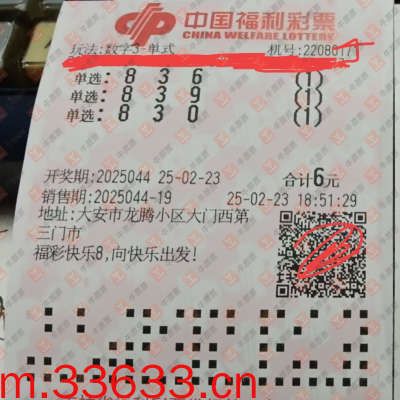 中国福利彩票
CHINA WELFARE LOTTERY
玩法:数字3-单式 机号:22080171
单选:8 3 6 (1)
单选:8 3 9 (1)
单选:8 3 0 (1)
开奖期:2025044 25-02-23 合计6元
销售期:2025044-19 25-02-23 18:51:29
地址:大安市龙腾小区大门西第
三门市
福彩快乐8,向快乐出发!
m.33633.cn